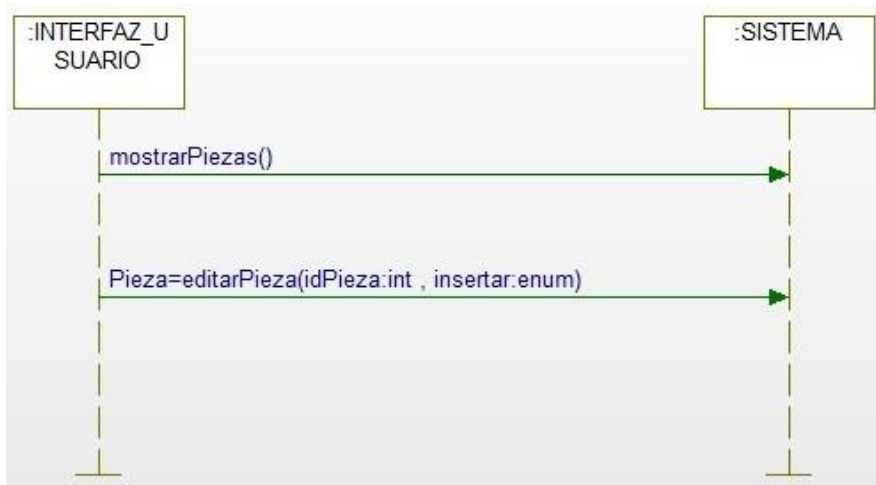 :INTERFAZ_U
SUARIO
:SISTEMA
mostrarPiezas()
Pieza=editarPieza(idPieza:int , insertar:enum)